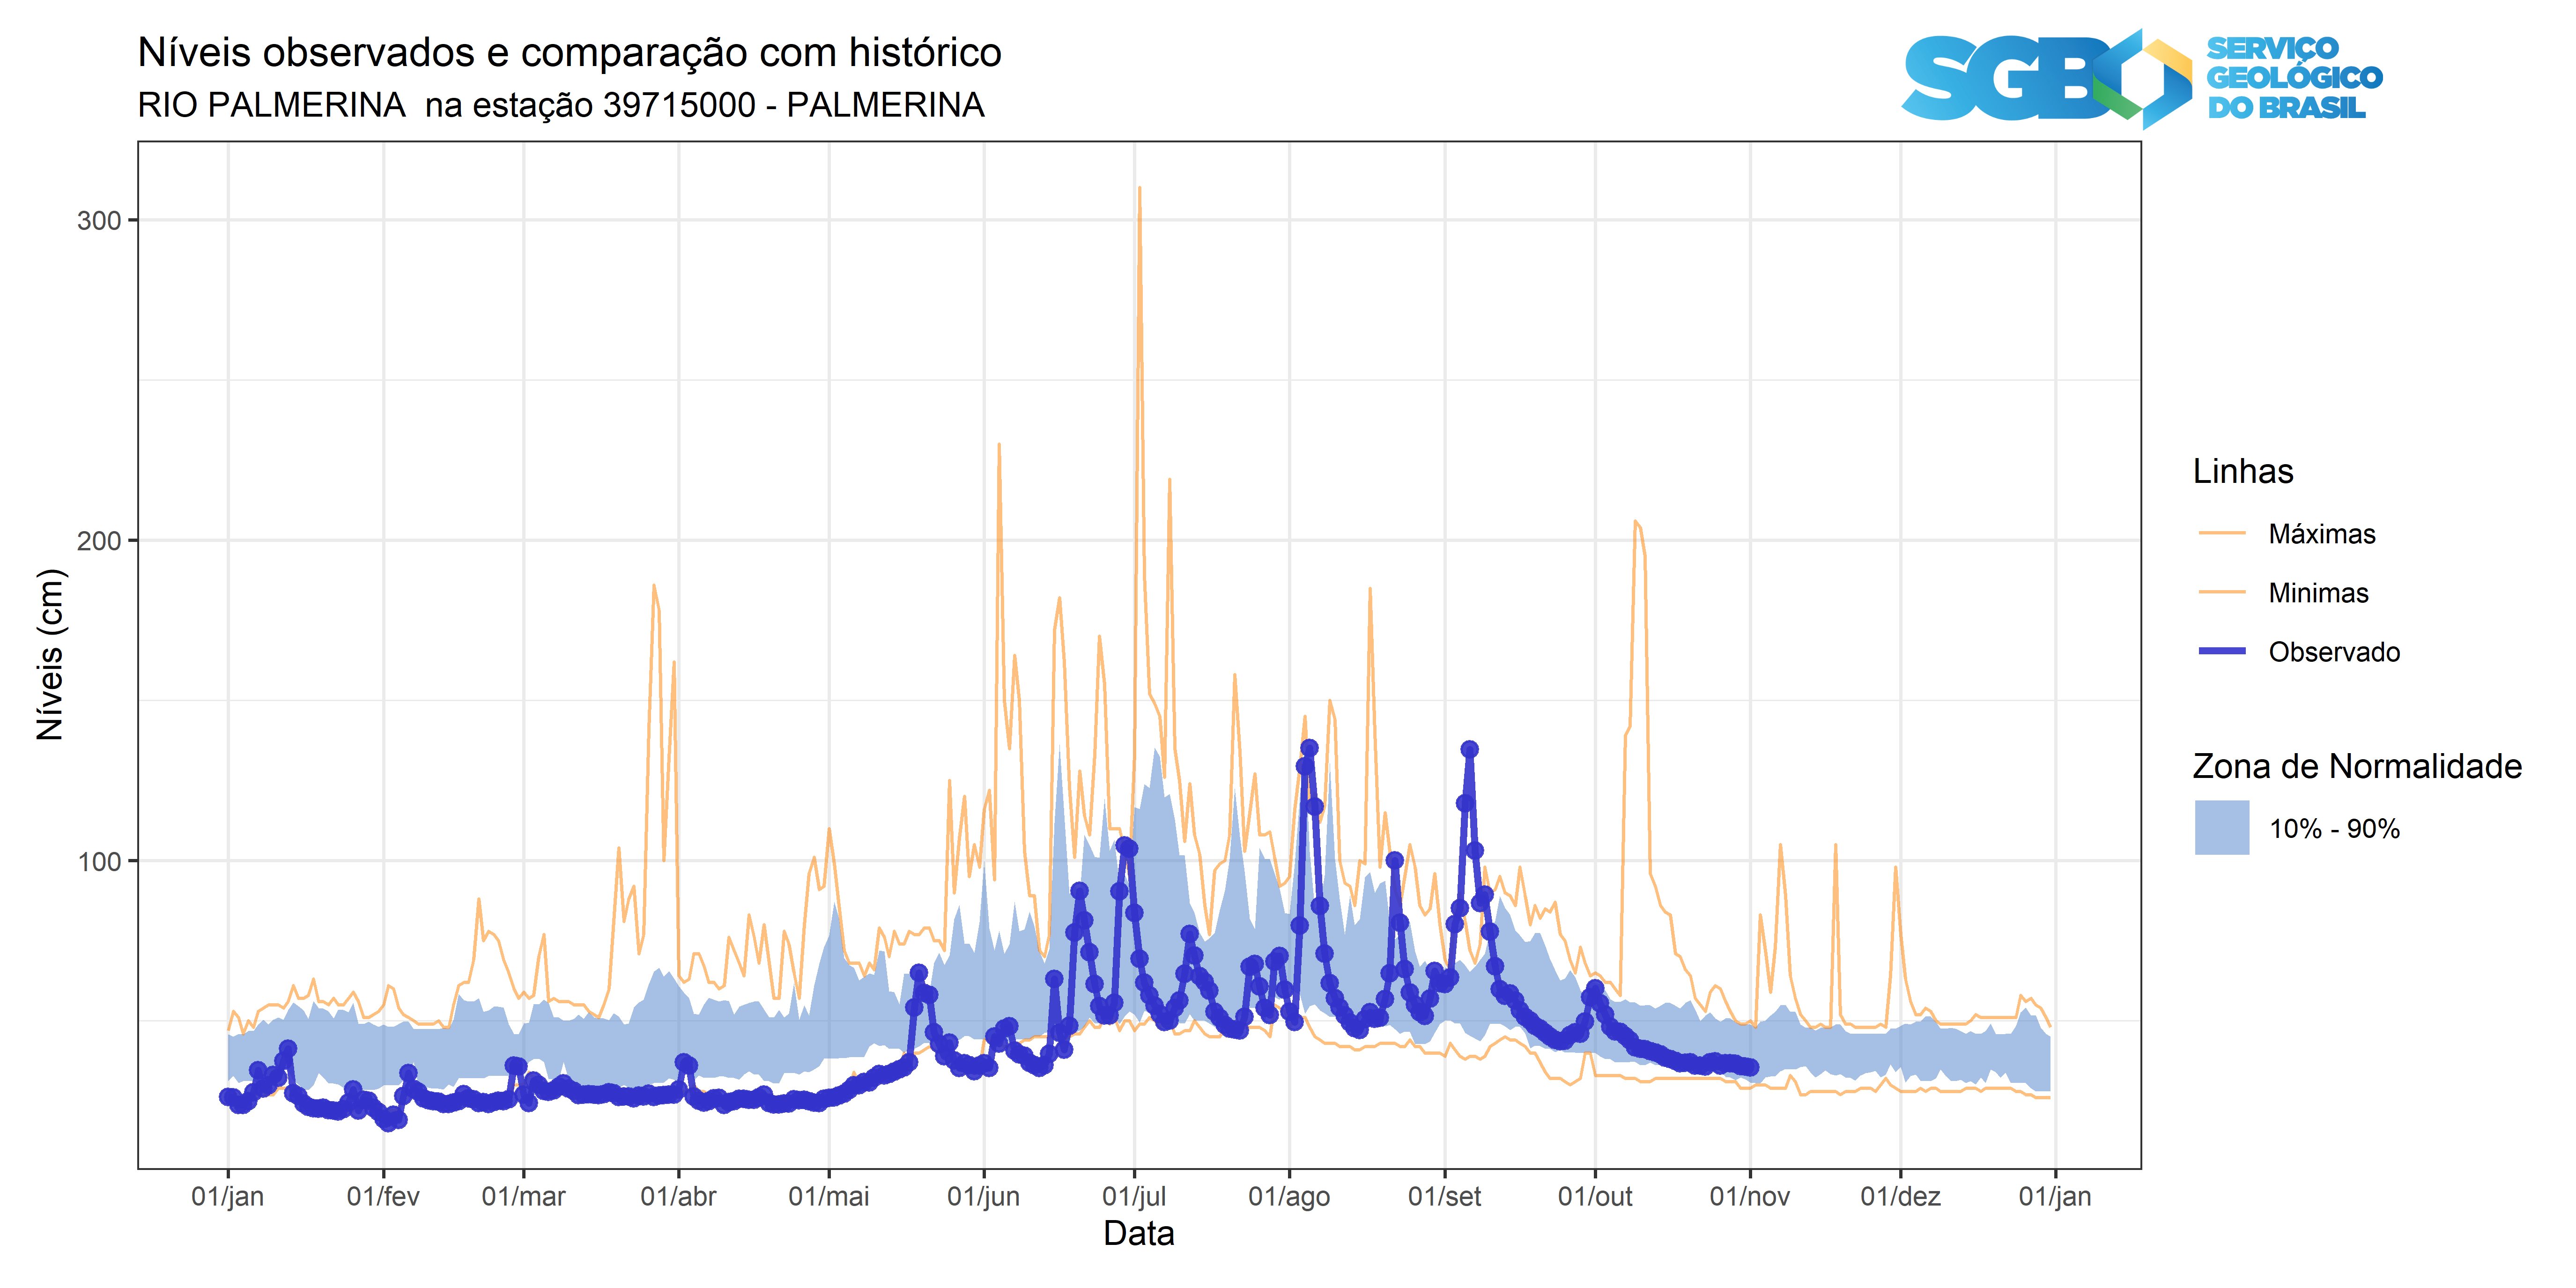 Níveis observados e comparação com histórico
RIO PALMERINA  na estação 39715000 - PALMERINA
SGB
SERVIÇO
GEOLÓGICO
DO BRASIL
300
200
100
Níveis (cm)
01/jan
01/fev
01/mar
01/abr
01/mai
01/jun
01/jul
01/ago
01/set
01/out
01/nov
01/dez
01/jan
Data
Linhas
Máximas
Minimas
Observado
Zona de Normalidade
10% - 90%